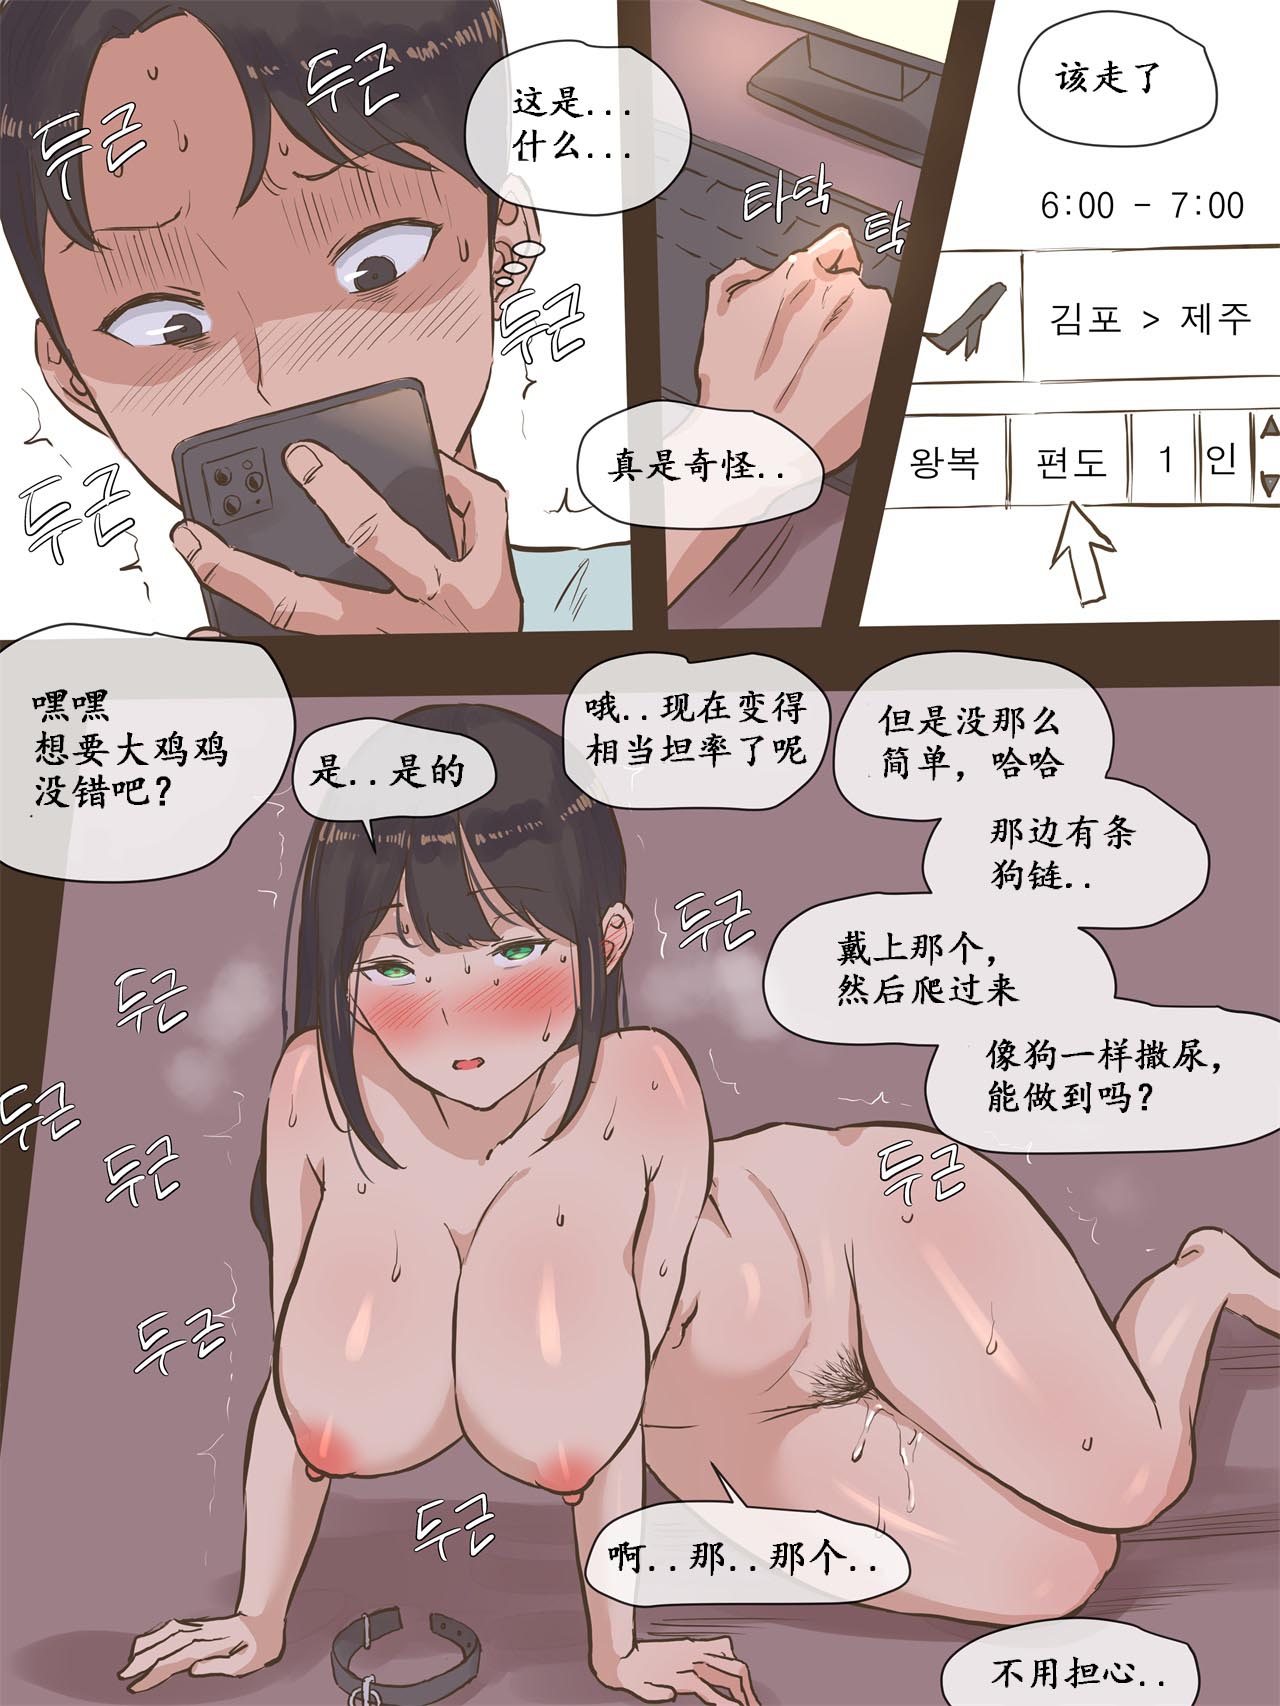 두근
두근
这是...
什么...
두근
두근
타닥
탁
真是奇怪..
该走了
6:00 - 7:00
김포 > 제주
왕복 편도 1 인
嘿嘿
想要大鸡鸡
没错吧？
是..是的
哦..现在变得
相当坦率了呢
但是没那么
简单，哈哈
那边有条
狗链..
戴上那个，
然后爬过来
像狗一样撒尿，
能做到吗？
두근
두근
두근
두근
두근
두근
두근
啊..那..那个..
不用担心..